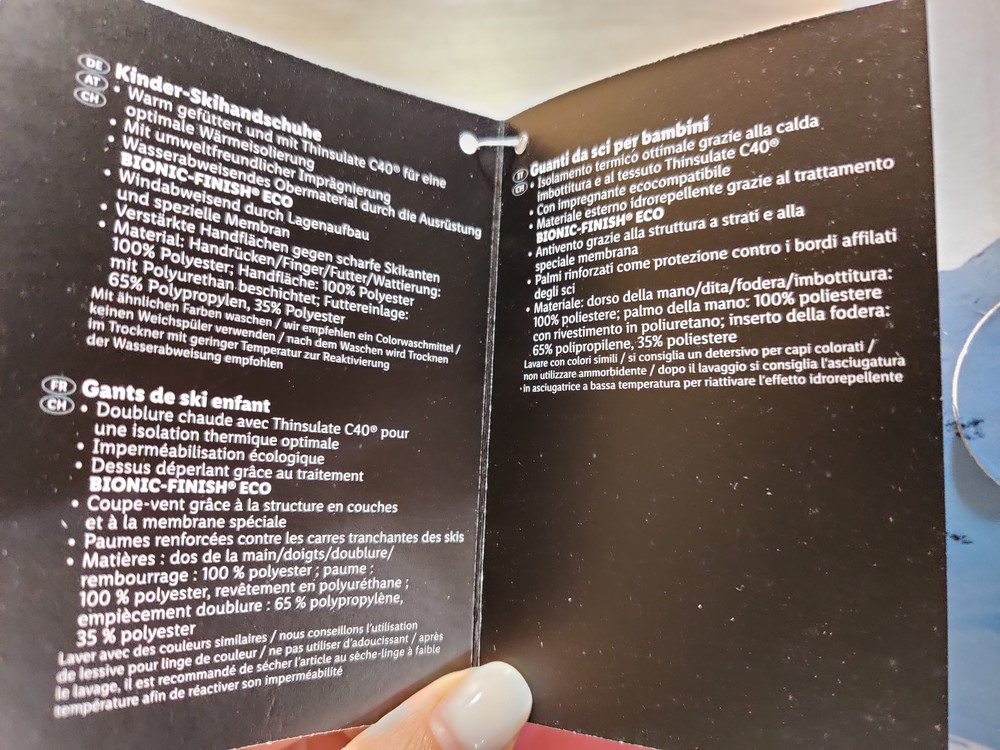 DE
AT
CH
Kinder-Skihandschuhe
• Warm gefüttert und mit Thinsulate C40® für eine
optimale Wärmeisolierung
• Mit umweltfreundlicher Imprägnierung
• Wasserabweisendes Obermaterial durch die Ausrüstung
BIONIC-FINISH® ECO
• Windabweisend durch Lagenaufbau
und spezielle Membran
• Verstärkte Handflächen gegen scharfe Skikanten
• Material: Handrücken/Finger/Futter/Wattierung:
100% Polyester; Handfläche: 100% Polyester
mit Polyurethan beschichtet; Futtereinlage:
65% Polypropylen, 35% Polyester
Mit ähnlichen Farben waschen / wir empfehlen ein Colorwaschmittel /
keinen Weichspüler verwenden / nach dem Waschen wird Trocknen
im Trockner mit geringer Temperatur zur Reaktivierung
der Wasserabweisung empfohlen
FR
CH
Gants de ski enfant
• Doublure chaude avec Thinsulate C40® pour
une isolation thermique optimale
• Imperméabilisation écologique
• Dessus déperlant grâce au traitement
BIONIC-FINISH® ECO
• Coupe-vent grâce à la structure en couches
et à la membrane spéciale
• Paumes renforcées contre les carres tranchantes des skis
• Matières : dos de la main/doigts/doublure/
rembourrage : 100 % polyester ; paume :
100 % polyester, revêtement en polyuréthane ;
empiècement doublure : 65 % polypropylène,
35 % polyester
Laver avec des couleurs similaires / nous conseillons l'utilisation
de lessive pour linge de couleur / ne pas utiliser d'adoucissant / après
le lavage, il est recommandé de sécher l'article au sèche-linge à faible
température afin de réactiver son imperméabilité
IT
CH
Guanti da sci per bambini
• Isolamento termico ottimale grazie alla calda
imbottitura e al tessuto Thinsulate C40®
• Con impregnante ecocompatibile
• Materiale esterno idrorepellente grazie al trattamento
BIONIC-FINISH® ECO
• Antivento grazie alla struttura a strati e alla
speciale membrana
• Palmi rinforzati come protezione contro i bordi affilati
degli sci
• Materiale: dorso della mano/dita/fodera/imbottitura:
100% poliestere; palmo della mano: 100% poliestere
con rivestimento in poliuretano; inserto della fodera:
65% polipropilene, 35% poliestere
Lavare con colori simili / si consiglia un detersivo per capi colorati /
non utilizzare ammorbidente / dopo il lavaggio si consiglia l'asciugatura
in asciugatrice a bassa temperatura per riattivare l'effetto idrorepellente